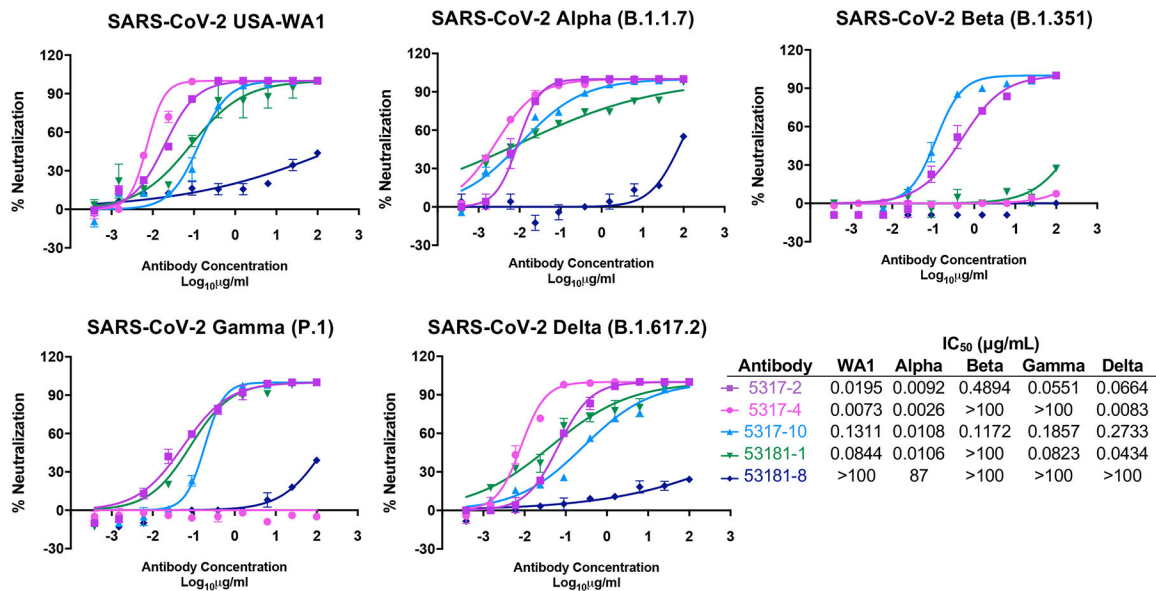 SARS-CoV-2 USA-WA1
% Neutralization
120
90
60
30
0
-30
-3 -2 -1 0 1 2 3
Antibody Concentration
Log10µg/ml
SARS-CoV-2 Alpha (B.1.1.7)
% Neutralization
120
90
60
30
0
-30
-3 -2 -1 0 1 2 3
Antibody Concentration
Log10µg/ml
SARS-CoV-2 Beta (B.1.351)
% Neutralization
120
90
60
30
0
-30
-3 -2 -1 0 1 2 3
Antibody Concentration
Log10µg/ml
SARS-CoV-2 Gamma (P.1)
% Neutralization
120
90
60
30
0
-30
-3 -2 -1 0 1 2 3
Antibody Concentration
Log10µg/ml
SARS-CoV-2 Delta (B.1.617.2)
% Neutralization
120
90
60
30
0
-30
-3 -2 -1 0 1 2 3
Antibody Concentration
Log10µg/ml
IC50 (µg/mL)
Antibody WA1 Alpha Beta Gamma Delta
5317-2 0.0195 0.0092 0.4894 0.0551 0.0664
5317-4 0.0073 0.0026 >100 >100 0.0083
5317-10 0.1311 0.0108 0.1172 0.1857 0.2733
53181-1 0.0844 0.0106 >100 0.0823 0.0434
53181-8 >100 87 >100 >100 >100